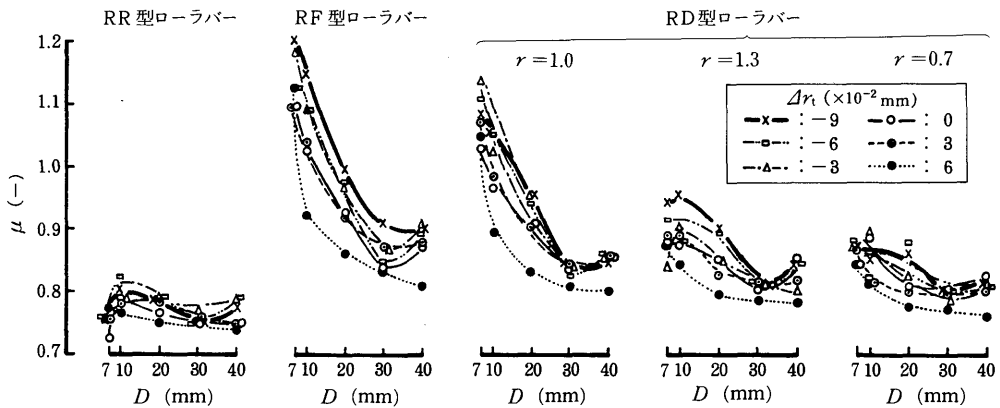 RR型ローラバー RF型ローラバー RD型ローラバー
r=1.0 r=1.3 r=0.7
Δr_t (×10⁻² mm)
: −9 : 0
: −6 : 3
: −3 : 6
μ (−)
1.2
1.1
1.0
0.9
0.8
0.7
7 10 20 30 40 7 10 20 30 40 7 10 20 30 40 7 10 20 30 40 7 10 20 30 40
D (mm) D (mm) D (mm) D (mm) D (mm)